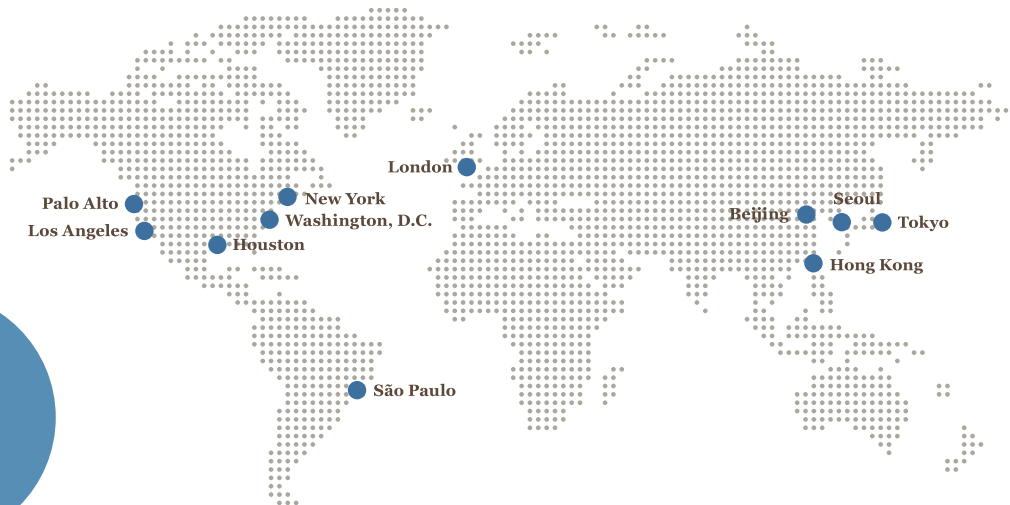 London
Palo Alto
New York
Seoul
Beijing
Washington, D.C.
Tokyo
Los Angeles
Houston
Hong Kong
São Paulo